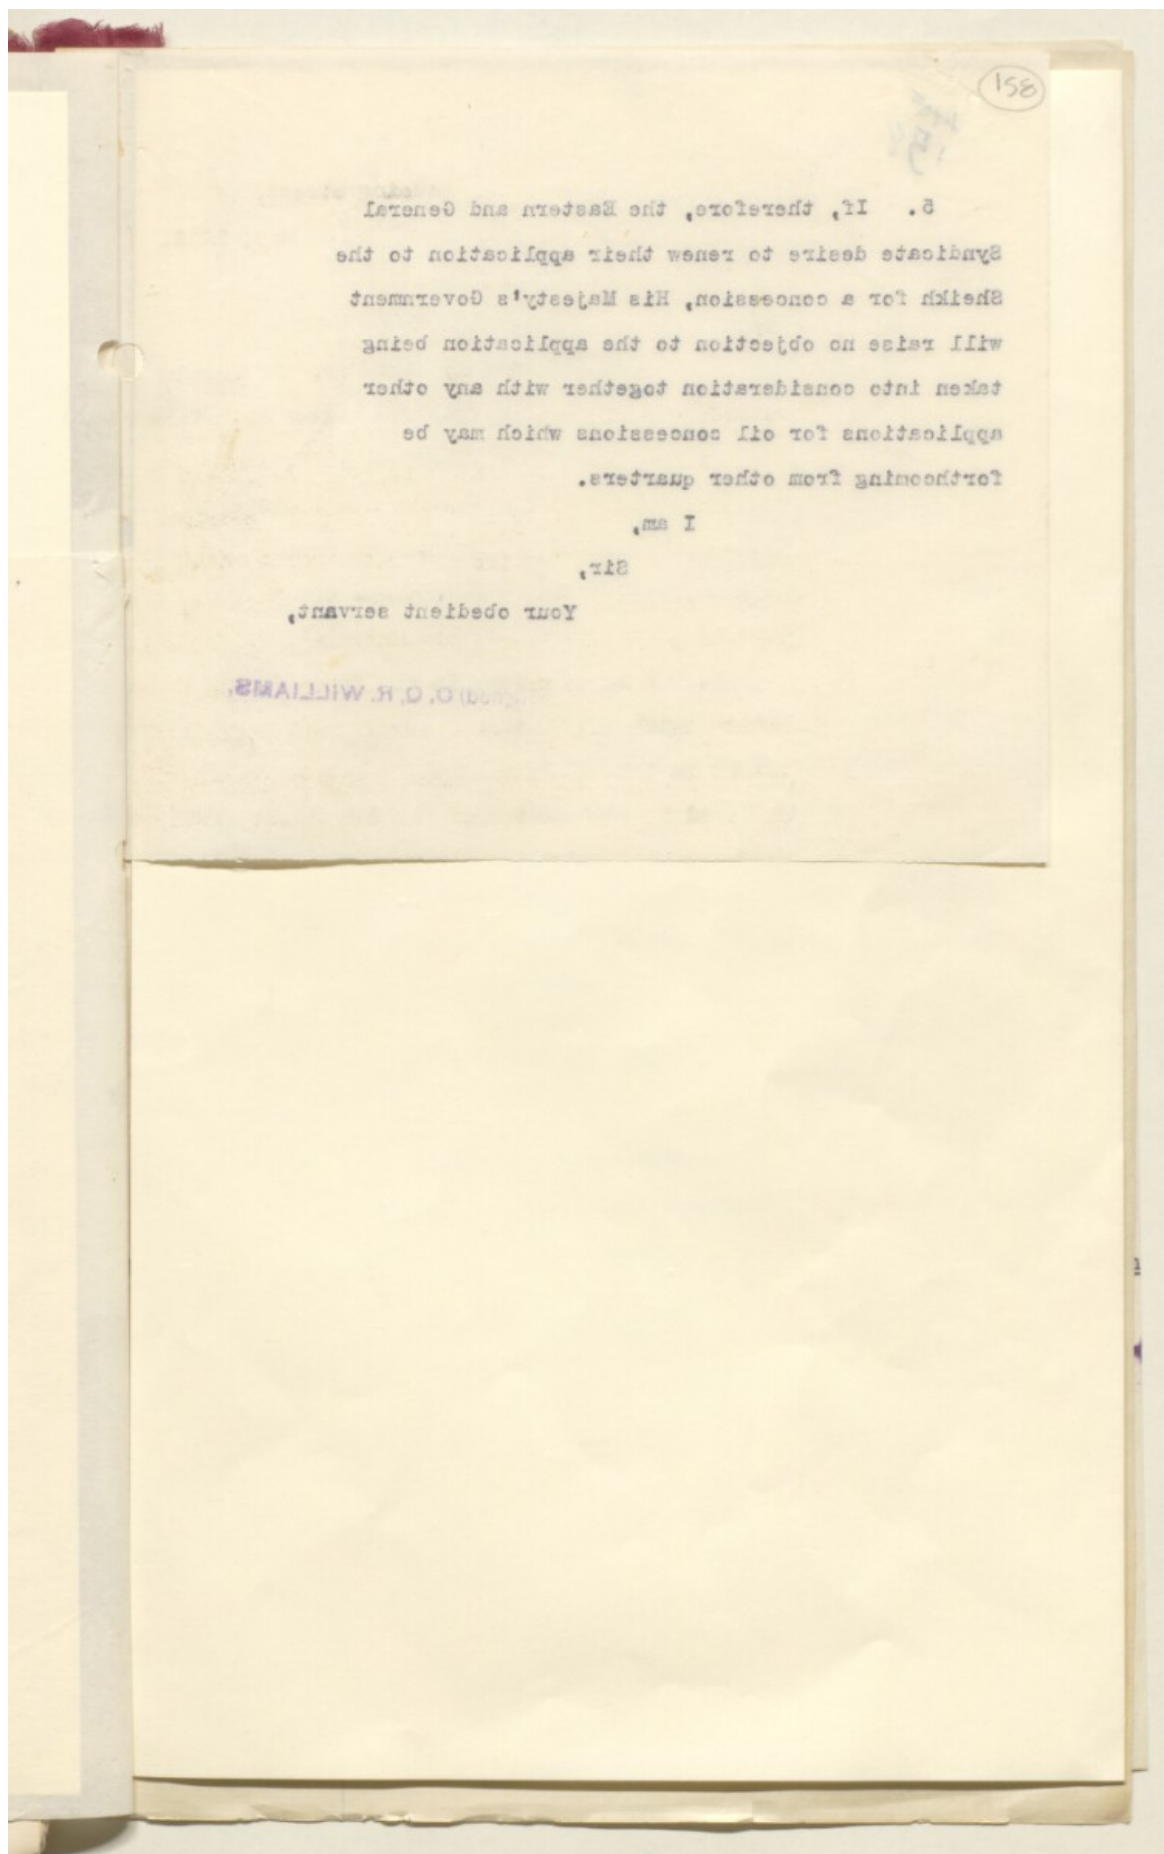 158
5. If, therefore, the Eastern and General
Syndicate desire to renew their application to the
Sheikh for a concession, His Majesty's Government
will raise no objection to the application being
taken into consideration together with any other
applications for oil concessions which may be
forthcoming from other quarters.
I am,
Sir,
Your obedient servant,
O. C. R. WILLIAMS.